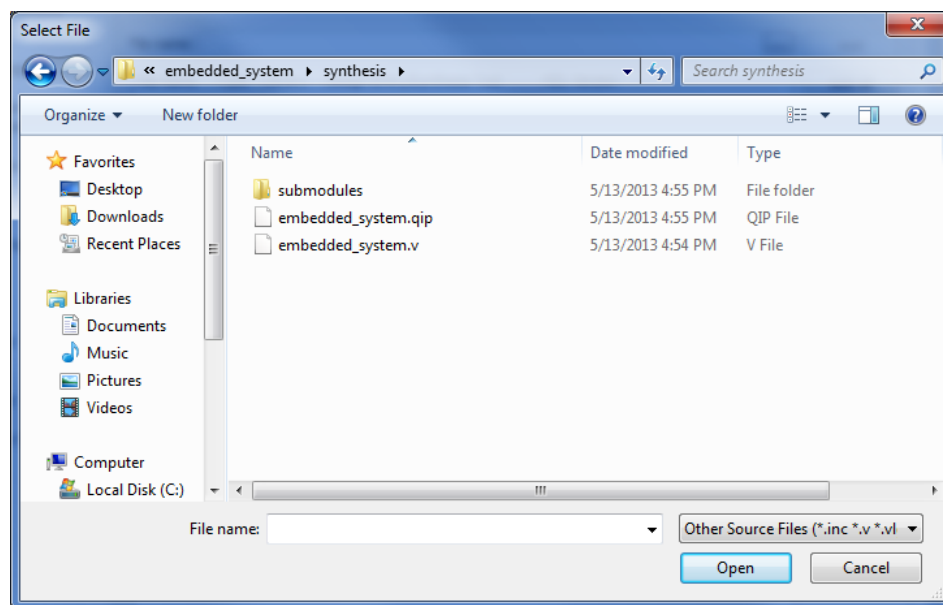 Select File
« embedded_system ▸ synthesis ▸
Search synthesis
Organize ▾ New folder
Name Date modified Type
Favorites
Desktop
Downloads
Recent Places
Libraries
Documents
Music
Pictures
Videos
Computer
Local Disk (C:)
submodules 5/13/2013 4:55 PM File folder
embedded_system.qip 5/13/2013 4:55 PM QIP File
embedded_system.v 5/13/2013 4:54 PM V File
File name:
Other Source Files (*.inc *.v *.vl
Open Cancel